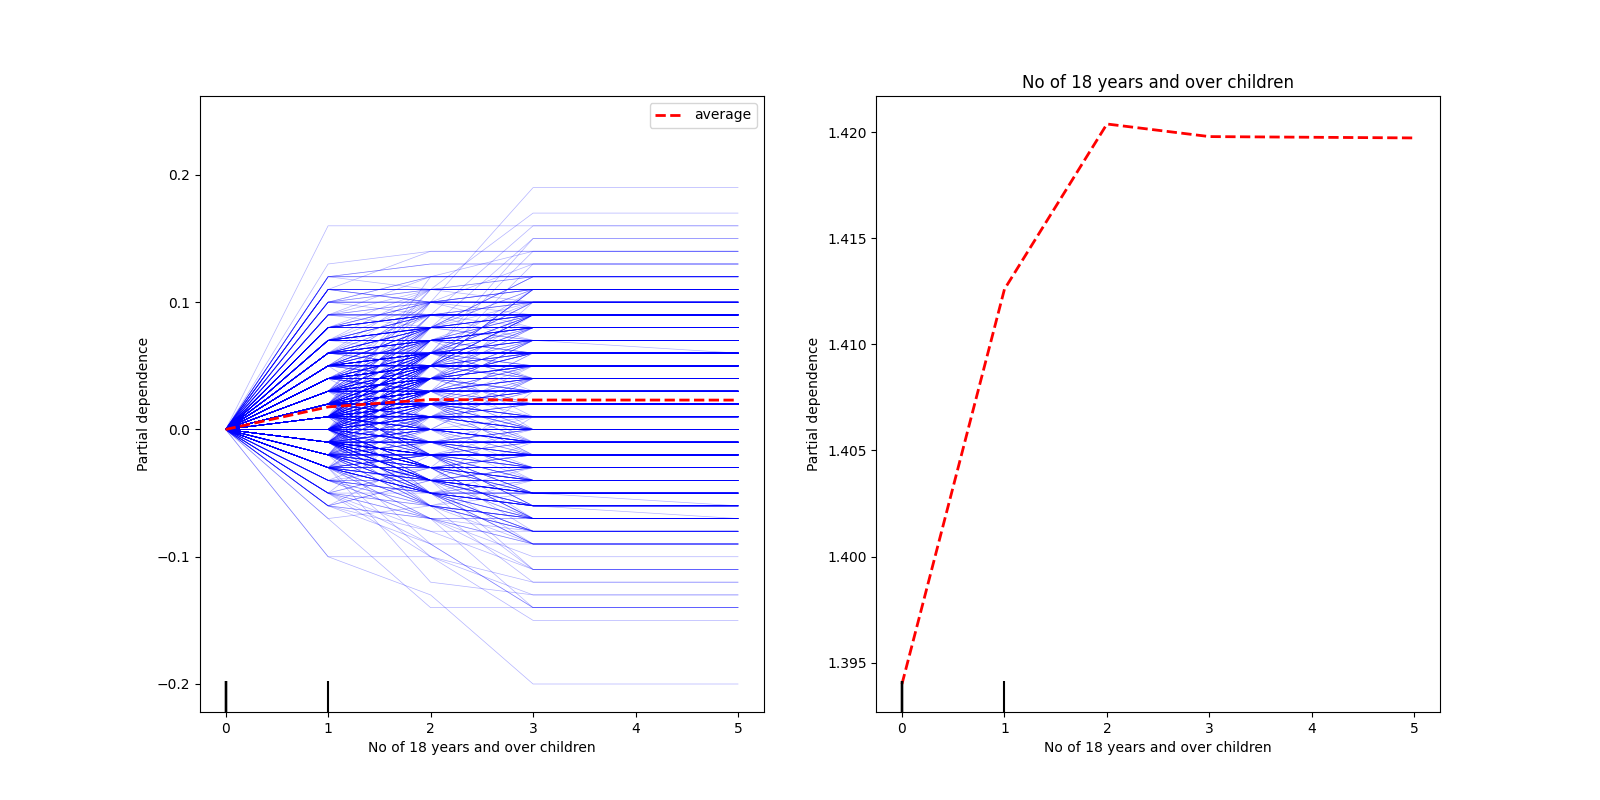 average
0.2
0.1
0.0
−0.1
−0.2
Partial dependence
0 1 2 3 4 5
No of 18 years and over children
No of 18 years and over children
1.420
1.415
1.410
1.405
1.400
1.395
Partial dependence
0 1 2 3 4 5
No of 18 years and over children